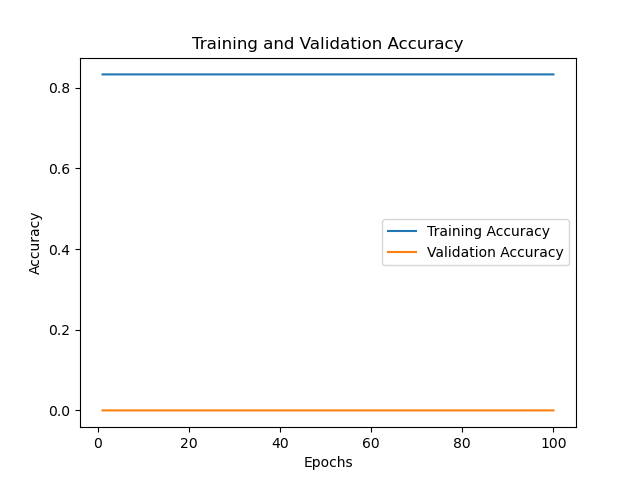 Training and Validation Accuracy
Accuracy
0.8
0.6
0.4
0.2
0.0
Training Accuracy
Validation Accuracy
0
20
40
60
80
100
Epochs